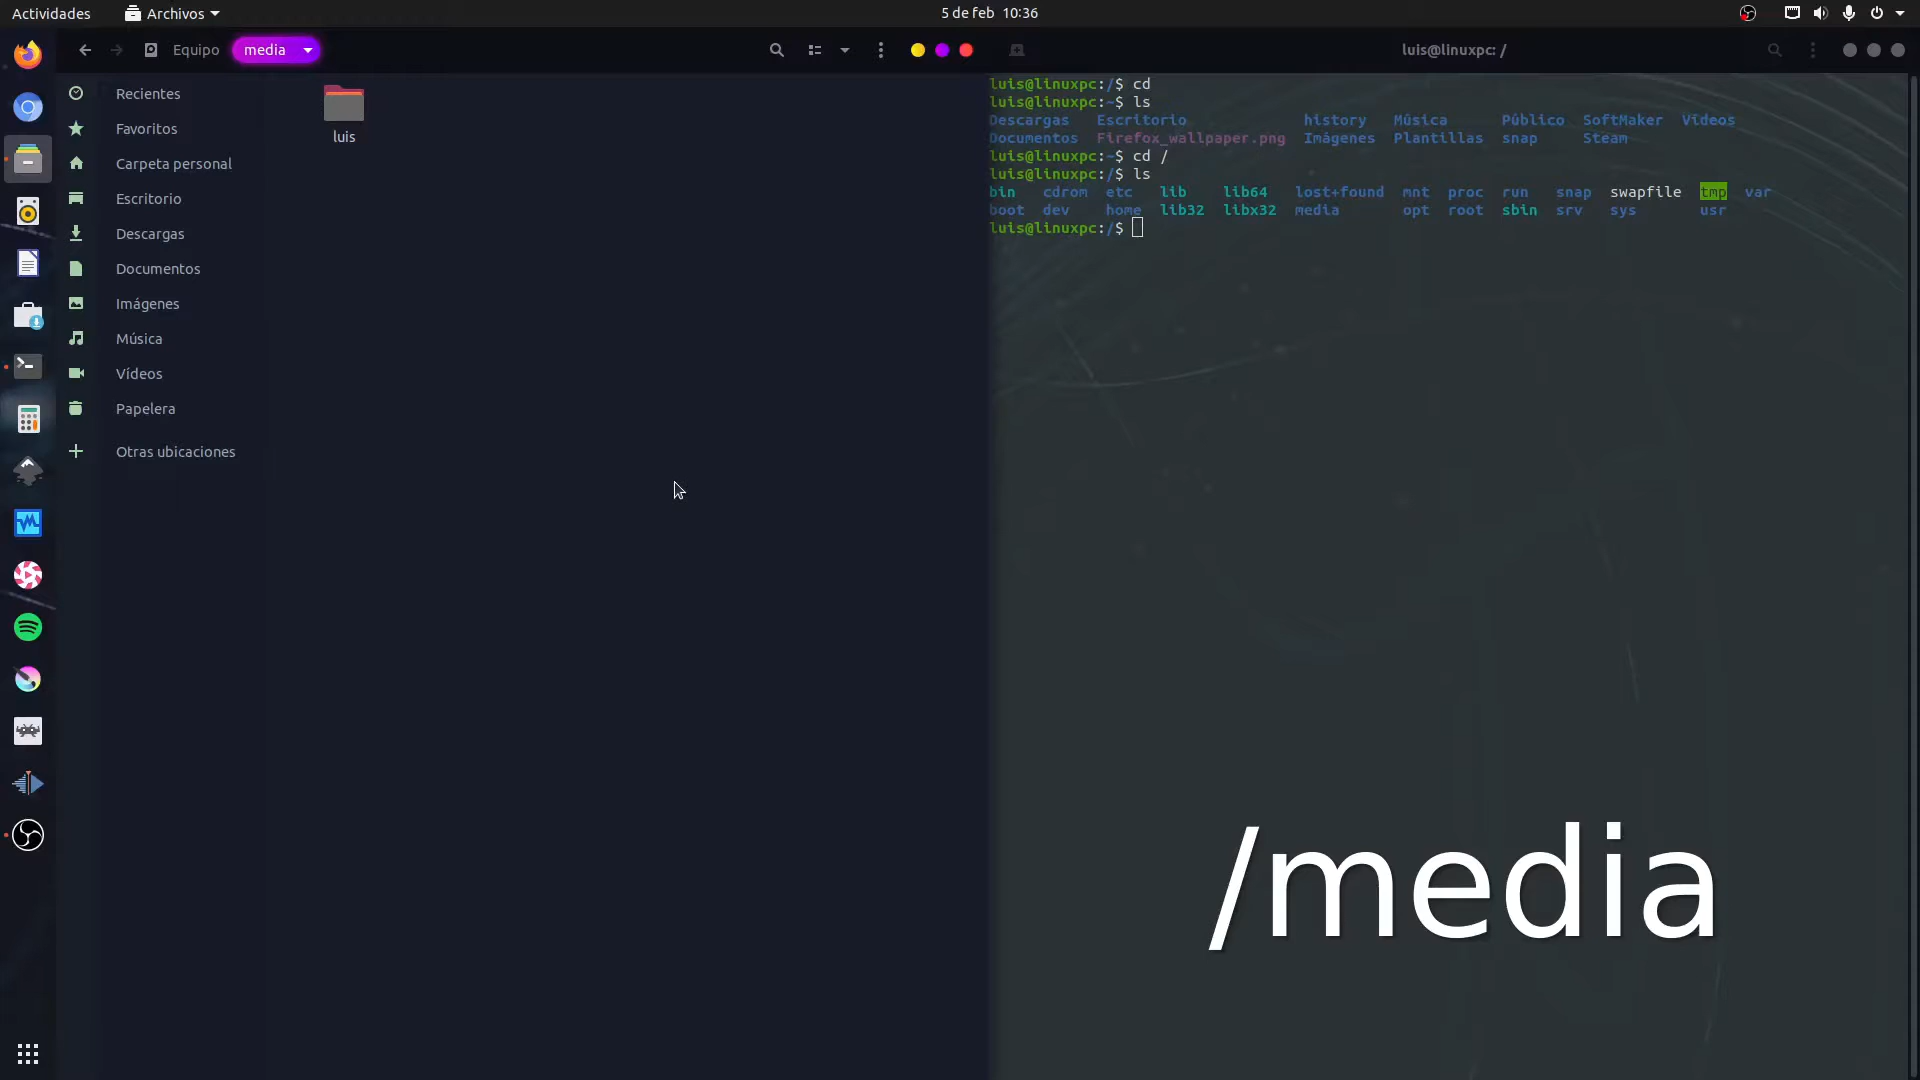 Actividades Archivos 5 de feb 10:36
Equipo media luis@linuxpc: /
Recientes
Favoritos
Carpeta personal
Escritorio
Descargas
Documentos
Imágenes
Música
Vídeos
Papelera
Otras ubicaciones
luis
luis@linuxpc:/$ cd
luis@linuxpc:~$ ls
Descargas Escritorio history Música Público SoftMaker Vídeos
Documentos Firefox_wallpaper.png Imágenes Plantillas snap Steam
luis@linuxpc:~$ cd /
luis@linuxpc:/$ ls
bin cdrom etc lib lib64 lost+found mnt proc run snap swapfile tmp var
boot dev home lib32 libx32 media opt root sbin srv sys usr
luis@linuxpc:/$
/media